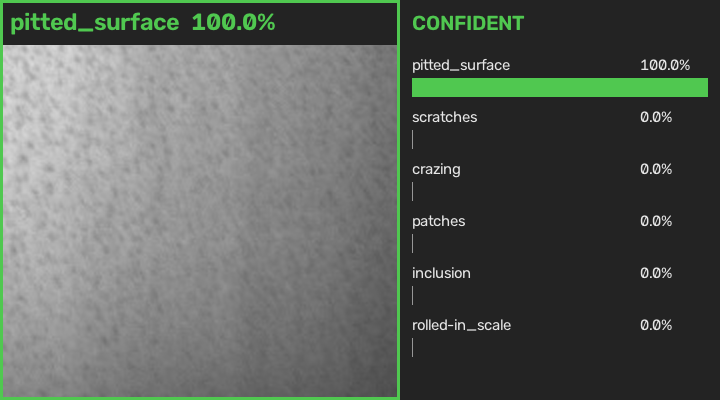 pitted_surface 100.0%
CONFIDENT
pitted_surface 100.0%
scratches 0.0%
crazing 0.0%
patches 0.0%
inclusion 0.0%
rolled-in_scale 0.0%